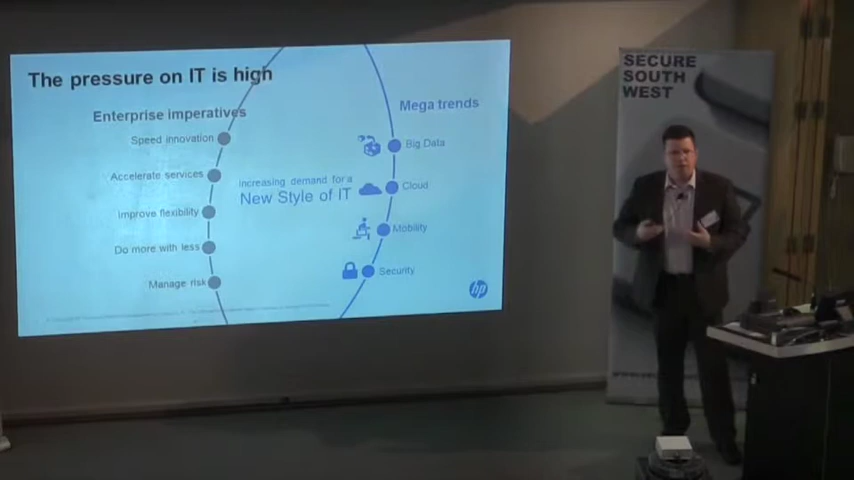 The pressure on IT is high
Enterprise imperatives
Speed innovation
Accelerate services
Improve flexibility
Do more with less
Manage risk
Increasing demand for a
New Style of IT
Mega trends
Big Data
Cloud
Mobility
Security
hp
SECURE
SOUTH
WEST